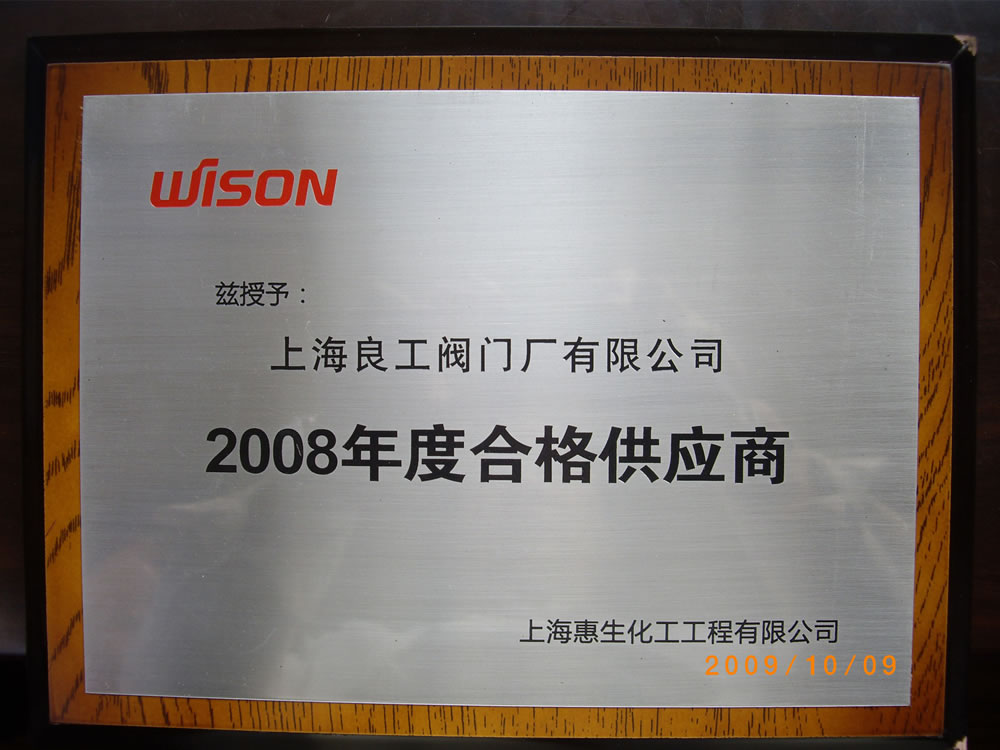 WISON
兹授予：
上海良工阀门厂有限公司
2008年度合格供应商
上海惠生化工工程有限公司
2009/10/09